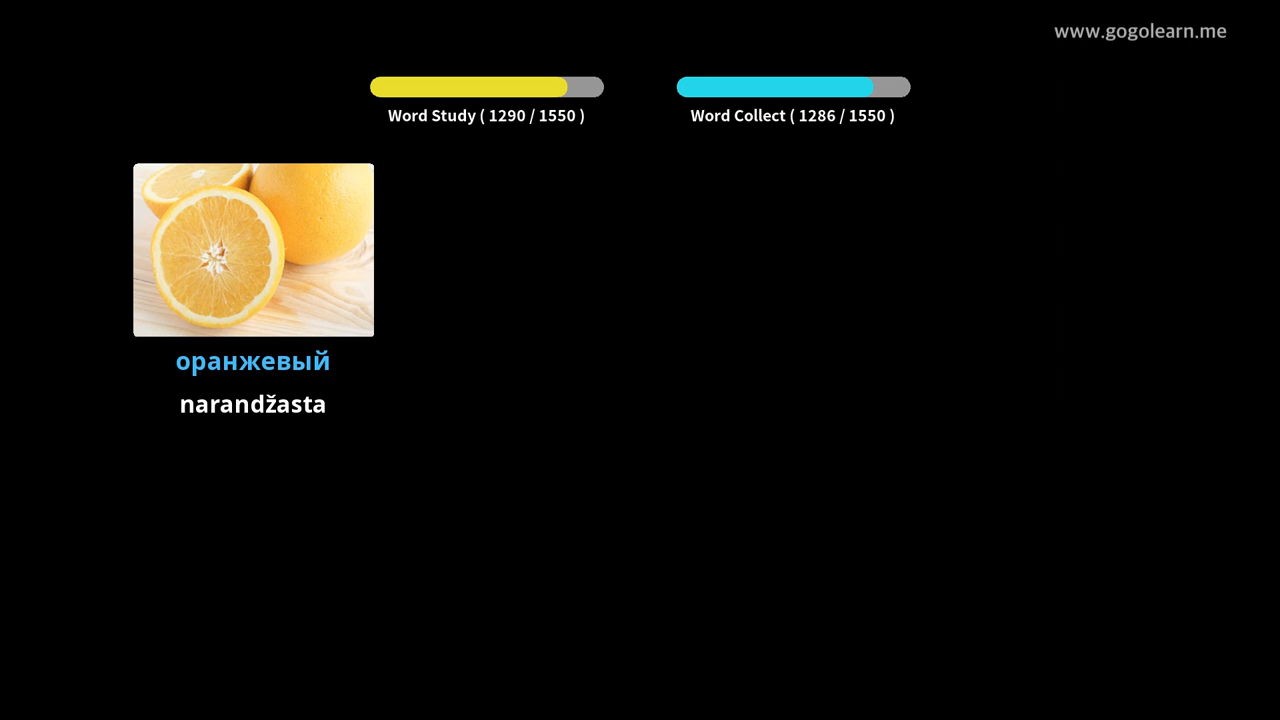 www.gogolearn.me
Word Study ( 1290 / 1550 )
Word Collect ( 1286 / 1550 )
оранжевый
narandžasta